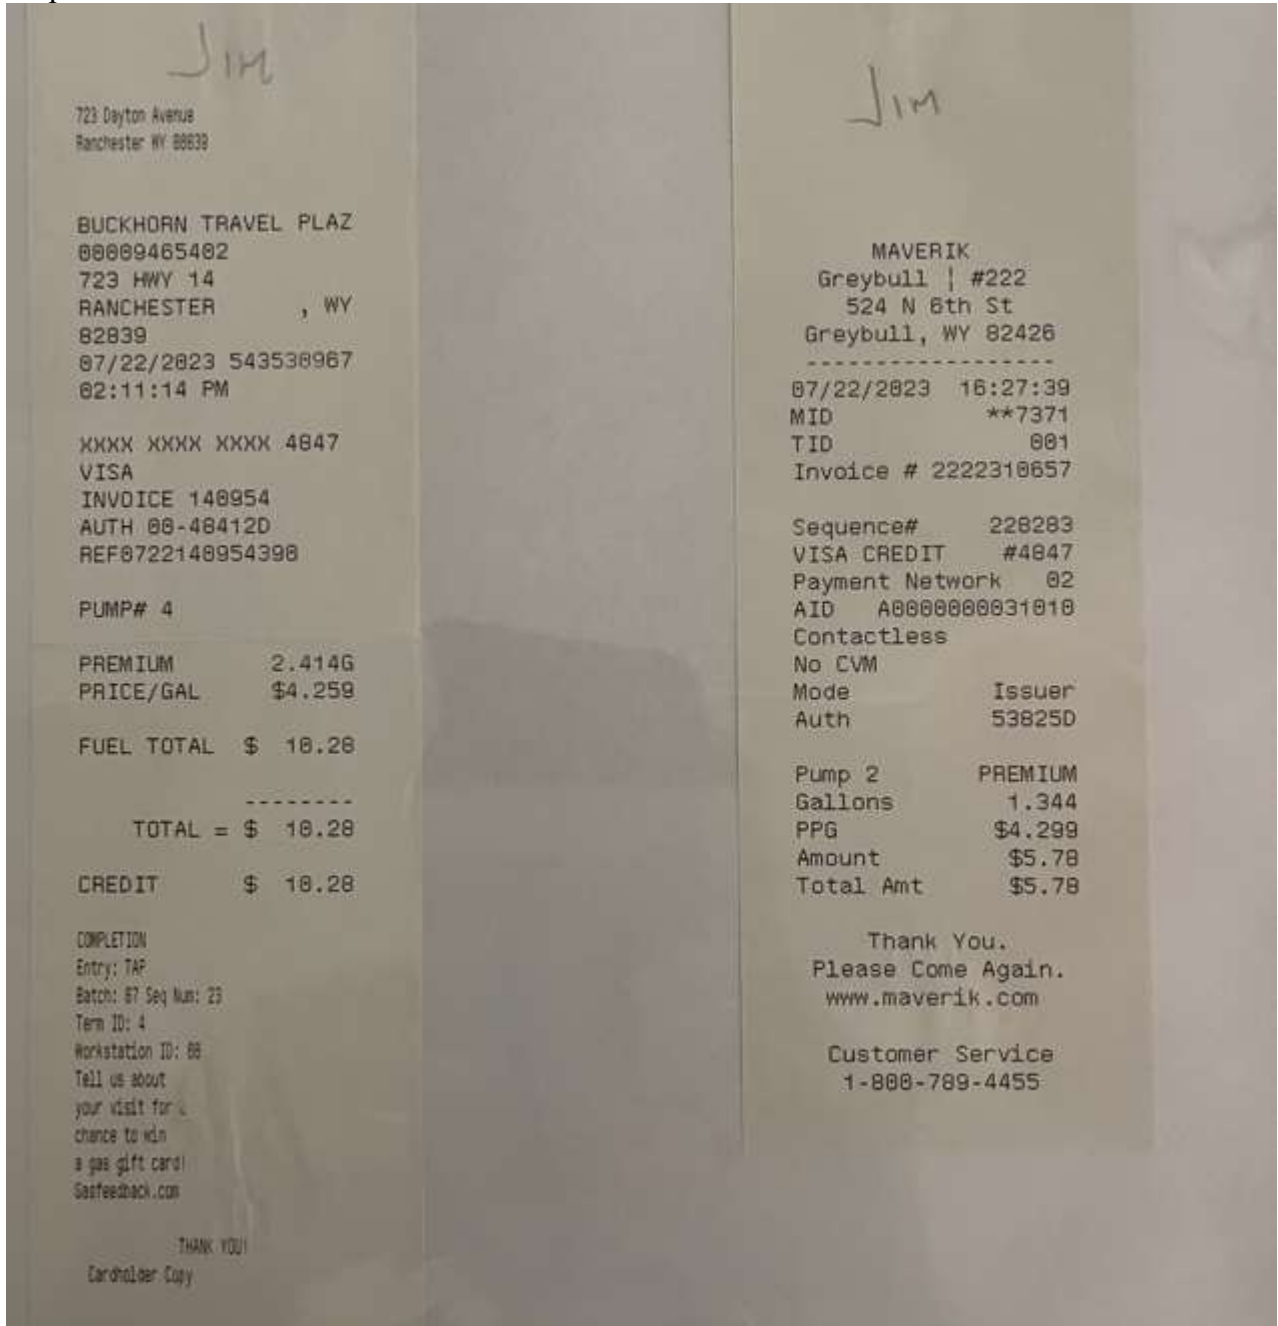 JIM
723 Dayton Avenue
Ranchester WY
BUCKHORN TRAVEL PLAZ
00009465402
723 HWY 14
RANCHESTER , WY
82839
07/22/2023 543530967
02:11:14 PM
XXXX XXXX XXXX 4847
VISA
INVOICE 140954
AUTH 00-48412D
REF0722140954390
PUMP# 4
PREMIUM 2.414G
PRICE/GAL $4.259
FUEL TOTAL $ 10.28
--------
TOTAL = $ 10.28
CREDIT $ 10.28
COMPLETION
Entry: TAP
Batch: 87 Seq Num: 23
Term ID: 4
Workstation ID: 00
Tell us about
your visit for a
chance to win
a gas gift card!
Sasfeedback.com
THANK YOU!
Cardholder Copy
JIM
MAVERIK
Greybull | #222
524 N 6th St
Greybull, WY 82426
------------------
07/22/2023 16:27:39
MID **7371
TID 001
Invoice # 2222310657
Sequence# 228283
VISA CREDIT #4847
Payment Network 02
AID A0000000031010
Contactless
No CVM
Mode Issuer
Auth 53825D
Pump 2 PREMIUM
Gallons 1.344
PPG $4.299
Amount $5.78
Total Amt $5.78
Thank You.
Please Come Again.
www.maverik.com
Customer Service
1-800-789-4455